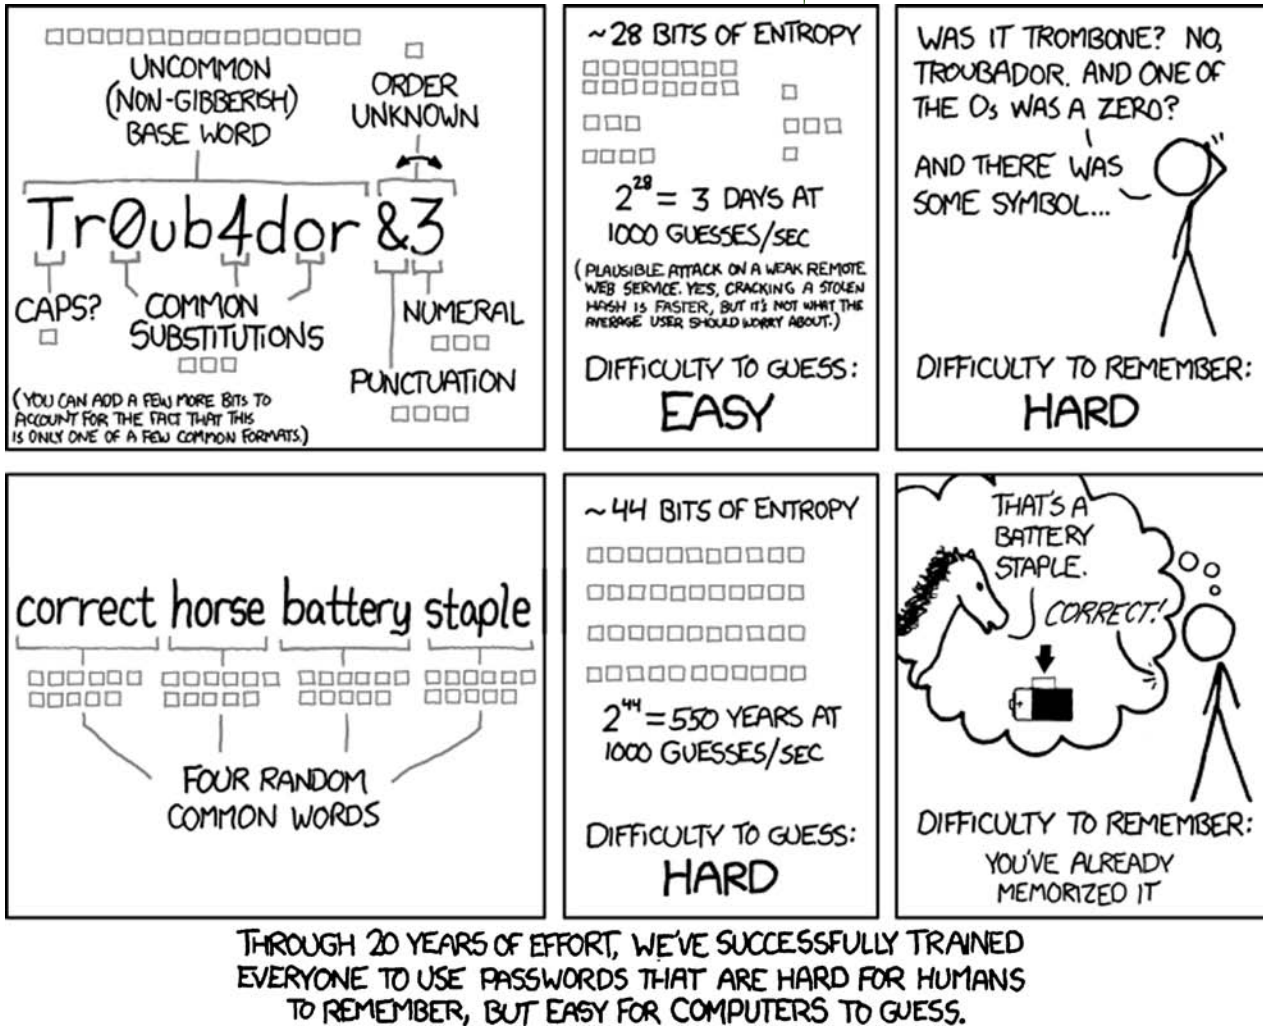 UNCOMMON
(NON-GIBBERISH)
BASE WORD
ORDER
UNKNOWN
Tr0ub4dor &3
CAPS?
COMMON
SUBSTITUTIONS
NUMERAL
PUNCTUATION
(YOU CAN ADD A FEW MORE BITS TO
ACCOUNT FOR THE FACT THAT THIS
IS ONLY ONE OF A FEW COMMON FORMATS.)
~28 BITS OF ENTROPY
2^28 = 3 DAYS AT
1000 GUESSES/SEC
(PLAUSIBLE ATTACK ON A WEAK REMOTE
WEB SERVICE. YES, CRACKING A STOLEN
HASH IS FASTER, BUT IT'S NOT WHAT THE
AVERAGE USER SHOULD WORRY ABOUT.)
DIFFICULTY TO GUESS:
EASY
WAS IT TROMBONE? NO,
TROUBADOR. AND ONE OF
THE Os WAS A ZERO?
AND THERE WAS
SOME SYMBOL...
DIFFICULTY TO REMEMBER:
HARD
correct horse battery staple
FOUR RANDOM
COMMON WORDS
~44 BITS OF ENTROPY
2^44 = 550 YEARS AT
1000 GUESSES/SEC
DIFFICULTY TO GUESS:
HARD
THAT'S A
BATTERY
STAPLE.
CORRECT!
DIFFICULTY TO REMEMBER:
YOU'VE ALREADY
MEMORIZED IT
THROUGH 20 YEARS OF EFFORT, WE'VE SUCCESSFULLY TRAINED
EVERYONE TO USE PASSWORDS THAT ARE HARD FOR HUMANS
TO REMEMBER, BUT EASY FOR COMPUTERS TO GUESS.